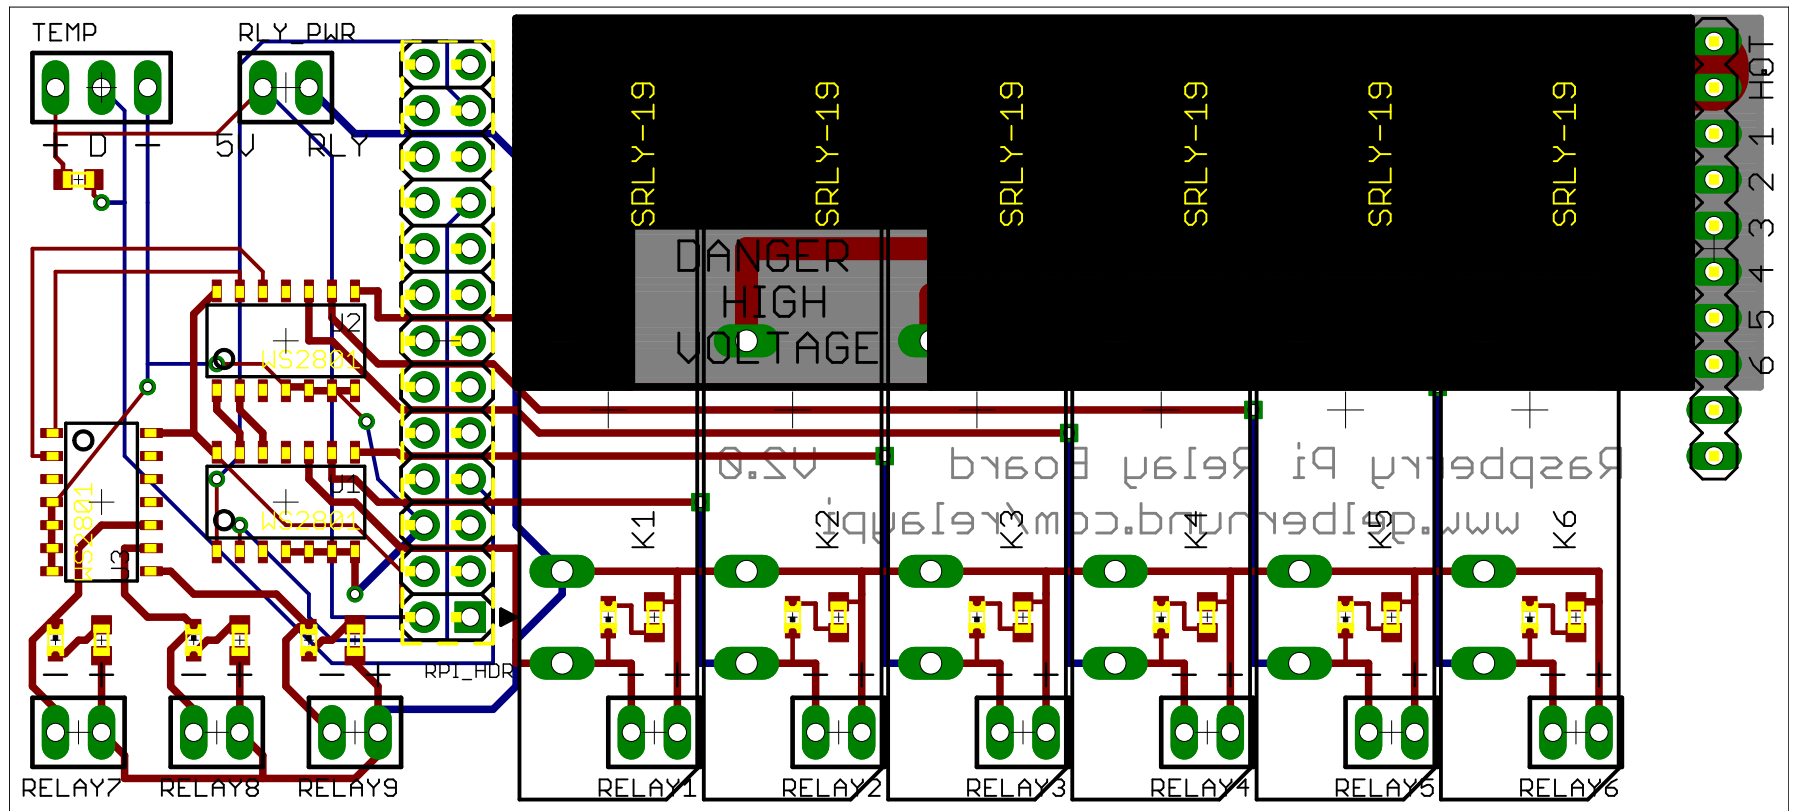 TEMP
RLY_PWR
+ D −
5V RLY
SRLY-19
SRLY-19
SRLY-19
SRLY-19
SRLY-19
SRLY-19
HOT
1
2
3
4
5
6
DANGER
HIGH
VOLTAGE
U2
WS2801
U1
WS2801
U3
WS2801
Raspberry Pi Relay Board V2.0
www.gelbernrund.com/relaypi
K1
K2
K3
K4
K5
K6
RPI_HDR
− +
− +
− +
− +
− +
− +
− +
− +
− +
RELAY7
RELAY8
RELAY9
RELAY1
RELAY2
RELAY3
RELAY4
RELAY5
RELAY6